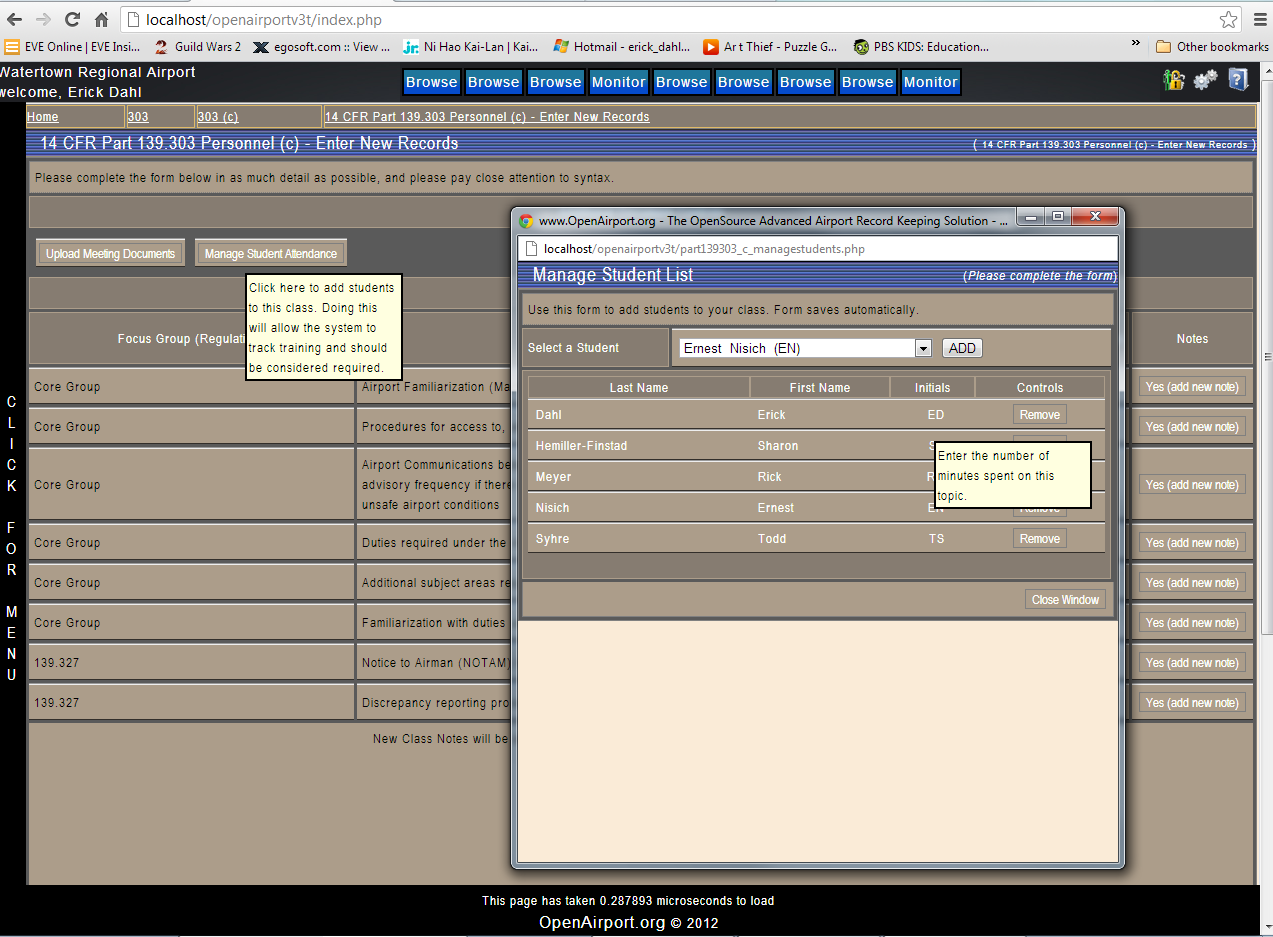 localhost/openairportv3t/index.php
EVE Online | EVE Insi...
Guild Wars 2
egosoft.com :: View ...
Ni Hao Kai-Lan | Kai...
Hotmail - erick_dahl...
Art Thief - Puzzle G...
PBS KIDS: Education...
»
Other bookmarks
Watertown Regional Airport
welcome, Erick Dahl
Browse Browse Browse Monitor Browse Browse Browse Browse Monitor
Home 303 303 (c) 14 CFR Part 139.303 Personnel (c) - Enter New Records
14 CFR Part 139.303 Personnel (c) - Enter New Records
( 14 CFR Part 139.303 Personnel (c) - Enter New Records )
Please complete the form below in as much detail as possible, and please pay close attention to syntax.
Upload Meeting Documents
Manage Student Attendance
Click here to add students
to this class. Doing this
will allow the system to
track training and should
be considered required.
Focus Group (Regulati
Notes
Core Group Airport Familiarization (Ma Yes (add new note)
Core Group Procedures for access to, Yes (add new note)
Core Group Airport Communications be
advisory frequency if there
unsafe airport conditions
Yes (add new note)
Core Group Duties required under the Yes (add new note)
Core Group Additional subject areas re Yes (add new note)
Core Group Familiarization with duties Yes (add new note)
139.327 Notice to Airman (NOTAM) Yes (add new note)
139.327 Discrepancy reporting pro Yes (add new note)
New Class Notes will be
CLICK FOR MENU
www.OpenAirport.org - The OpenSource Advanced Airport Record Keeping Solution - ...
localhost/openairportv3t/part139303_c_managestudents.php
Manage Student List
(Please complete the form)
Use this form to add students to your class. Form saves automatically.
Select a Student
Ernest Nisich (EN)
ADD
Last Name First Name Initials Controls
Dahl Erick ED Remove
Hemiller-Finstad Sharon
Meyer Rick
Nisich Ernest EN Remove
Syhre Todd TS Remove
Enter the number of
minutes spent on this
topic.
Close Window
This page has taken 0.287893 microseconds to load
OpenAirport.org © 2012